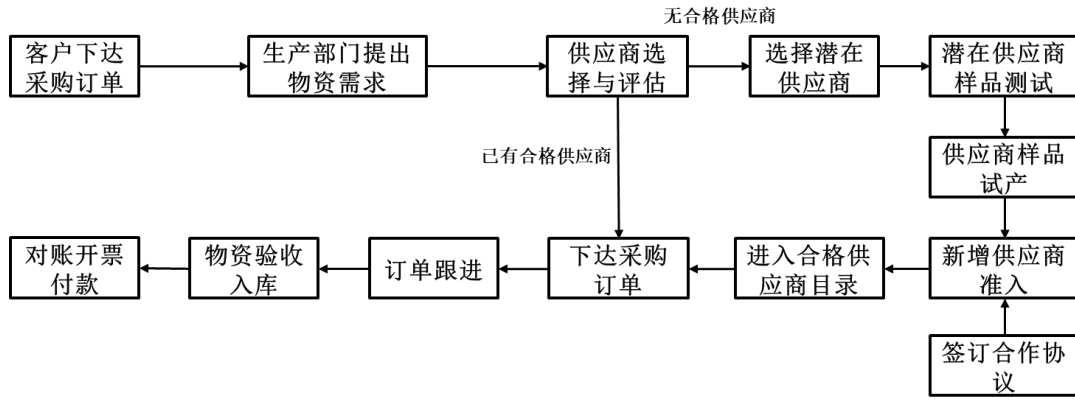 无合格供应商
客户下达
采购订单
生产部门提出
物资需求
供应商选
择与评估
选择潜在
供应商
潜在供应商
样品测试
已有合格供应商
供应商样品
试产
对账开票
付款
物资验收
入库
订单跟进
下达采购
订单
进入合格供
应商目录
新增供应商
准入
签订合作协
议